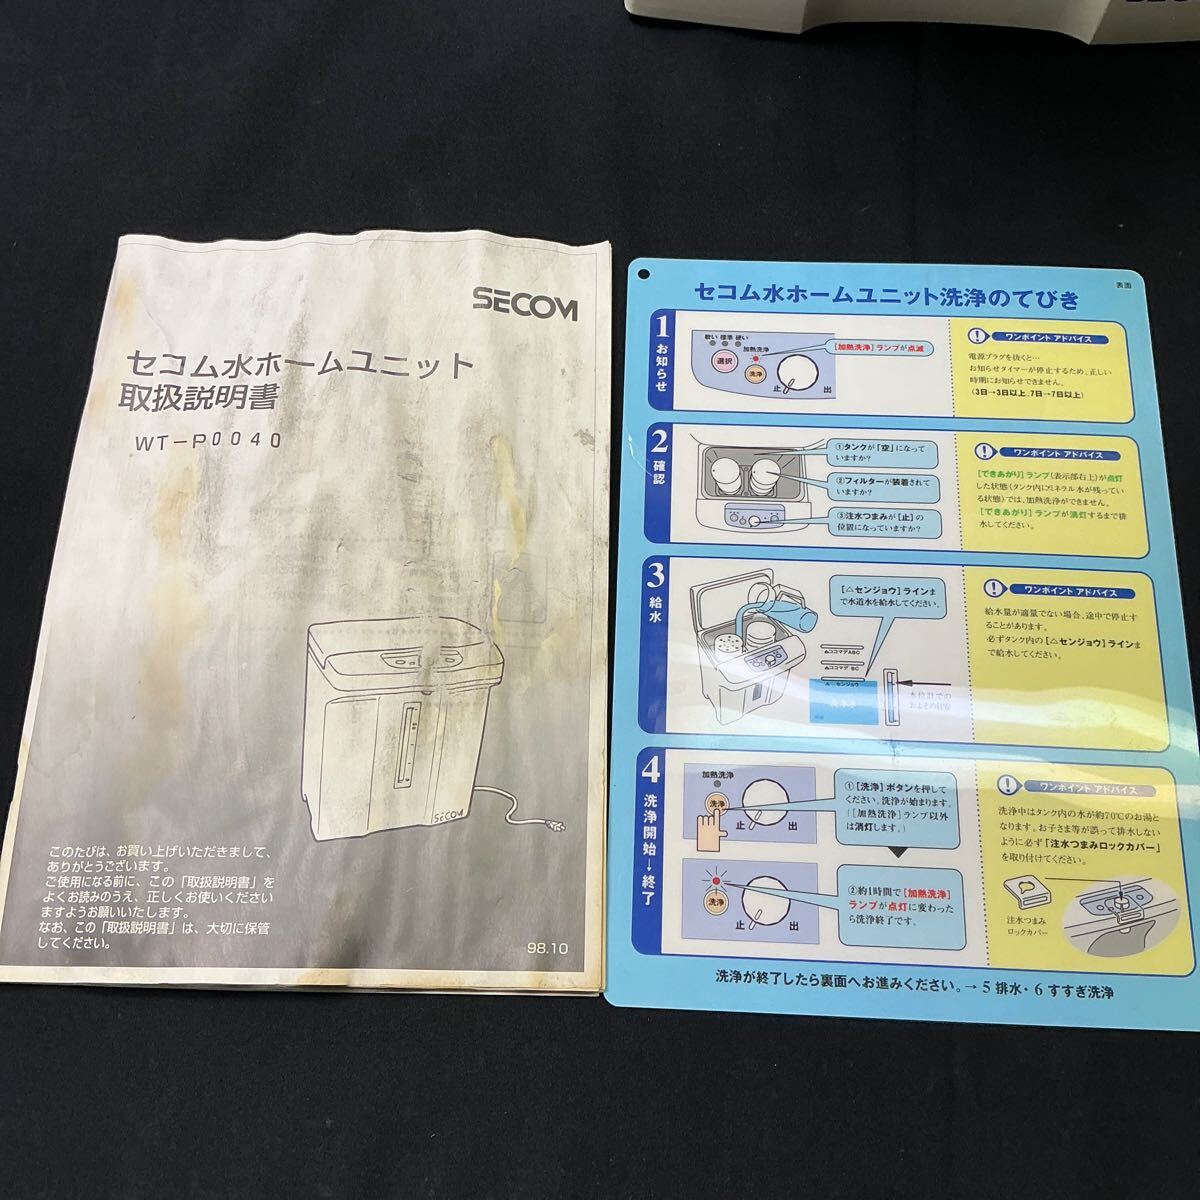 SECOM
セコム水ホームユニット
取扱説明書
WT-P0040
SECOM
このたびは、お買い上げいただきまして、
ありがとうございます。
ご使用になる前に、この「取扱説明書」を
よくお読みのうえ、正しくお使いください
ますようお願いいたします。
なお、この「取扱説明書」は、大切に保管
してください。
98.10
表面
セコム水ホームユニット洗浄のてびき
1
お知らせ
軟い 標準 硬い
加熱洗浄
選択
洗浄
止
出
[加熱洗浄]ランプが点滅
ワンポイント アドバイス
電源プラグを抜くと…
お知らせタイマーが停止するため、正しい
時期にお知らせできません。
(3日→3日以上、7日→7日以上)
2
確認
①タンクが「空」になって
いますか?
②フィルターが装着されて
いますか?
③注水つまみが[止]の
位置になっていますか?
ワンポイント アドバイス
[できあがり]ランプ(表示部右上)が点灯
した状態(タンク内にミネラル水が残ってい
る状態)では、加熱洗浄ができません。
[できあがり]ランプが消灯するまで排
水してください。
3
給水
[△センジョウ]ラインま
で水道水を給水してください。
▲ココマデABC
▲ココマデ BC
▲ センジョウ
水位計での
おおよその目安
ワンポイント アドバイス
給水量が適量でない場合、途中で停止す
ることがあります。
必ずタンク内の[△センジョウ]ラインま
で給水してください。
4
洗浄開始→終了
加熱洗浄
洗浄
止
出
①[洗浄]ボタンを押して
ください。洗浄が始まります。
([加熱洗浄]ランプ以外
は消灯します。)
洗浄
止
出
②約1時間で[加熱洗浄]
ランプが点灯に変わった
ら洗浄終了です。
ワンポイント アドバイス
洗浄中はタンク内の水が約70℃のお湯と
なります。お子さま等が誤って排水しない
ように必ず「注水つまみロックカバー」
を取り付けてください。
注水つまみ
ロックカバー
洗浄が終了したら裏面へお進みください。→5 排水・6 すすぎ洗浄